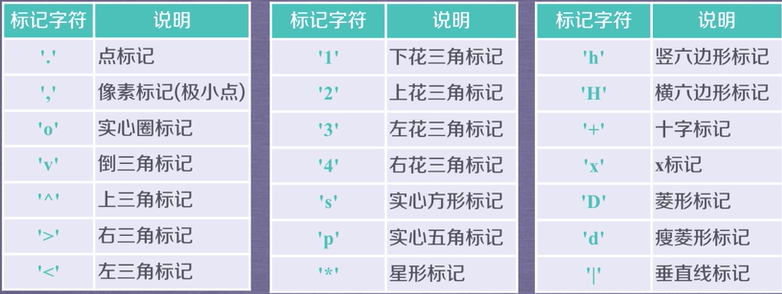 标记字符 说明
'.' 点标记
',' 像素标记(极小点)
'o' 实心圈标记
'v' 倒三角标记
'^' 上三角标记
'>' 右三角标记
'<' 左三角标记
标记字符 说明
'1' 下花三角标记
'2' 上花三角标记
'3' 左花三角标记
'4' 右花三角标记
's' 实心方形标记
'p' 实心五角标记
'*' 星形标记
标记字符 说明
'h' 竖六边形标记
'H' 横六边形标记
'+' 十字标记
'x' x标记
'D' 菱形标记
'd' 瘦菱形标记
'|' 垂直线标记